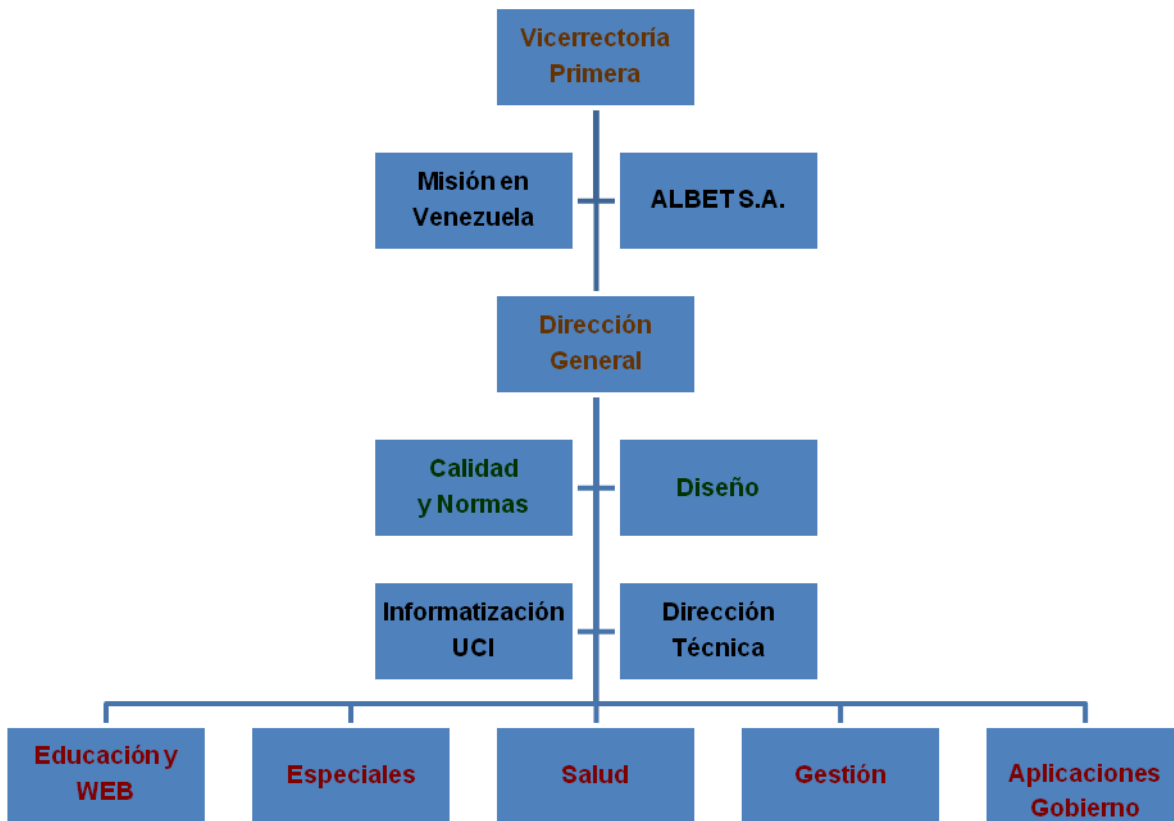 Vicerrectoría
Primera
Misión en
Venezuela
ALBET S.A.
Dirección
General
Calidad
y Normas
Diseño
Informatización
UCI
Dirección
Técnica
Educación y
WEB
Especiales
Salud
Gestión
Aplicaciones
Gobierno